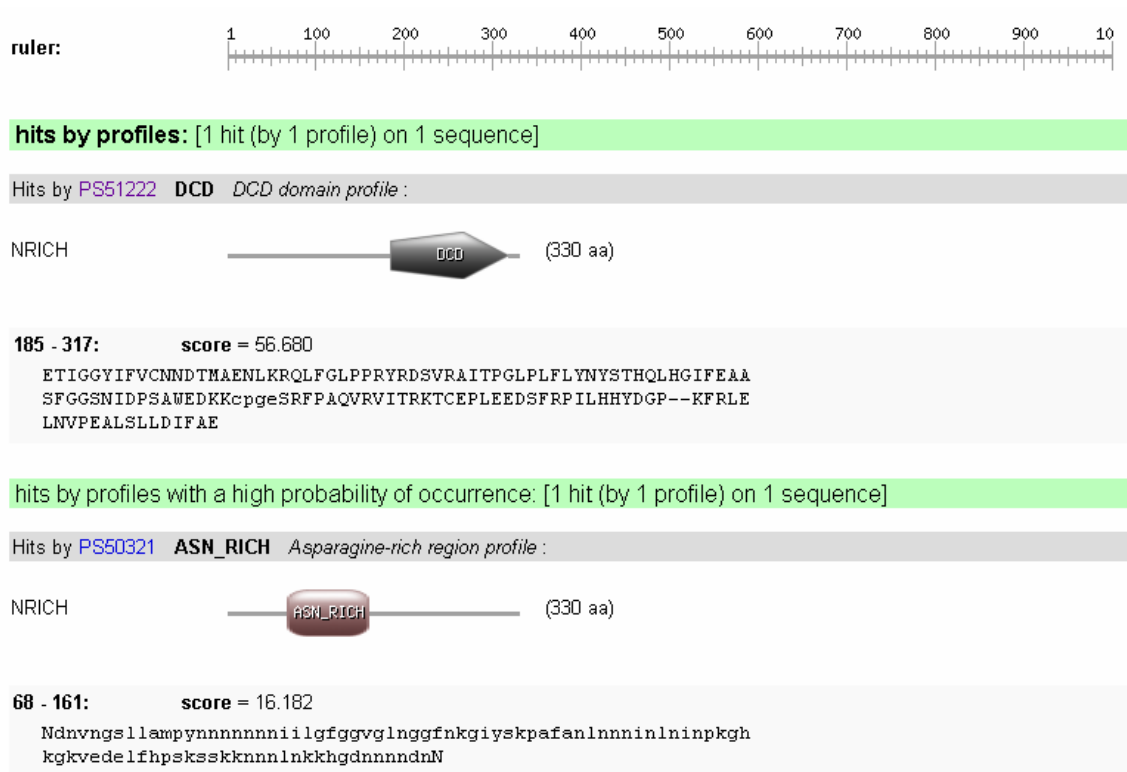 1 100 200 300 400 500 600 700 800 900 10
ruler:
hits by profiles: [1 hit (by 1 profile) on 1 sequence]
Hits by PS51222 DCD DCD domain profile :
NRICH DCD (330 aa)
185 - 317: score = 56.680
ETIGGYIFVCNNDTMAENLKRQLFGLPPRYRDSVRAITPGLPLFLYNYSTHQLHGIFEAA
SFGGSNIDPSAWEDKKcpgeSRFPAQVRVITRKTCEPLEEDSFRPILHHYDGP--KFRLE
LNVPEALSLLDIFAE
hits by profiles with a high probability of occurrence: [1 hit (by 1 profile) on 1 sequence]
Hits by PS50321 ASN_RICH Asparagine-rich region profile :
NRICH ASN_RICH (330 aa)
68 - 161: score = 16.182
Ndnvngsllampynnnnnnniilgfggvglnggfnkgiyskpafanlnnninlninpkgh
kgkvedelfhpsksskknnnlnkkhgdnnnndnN